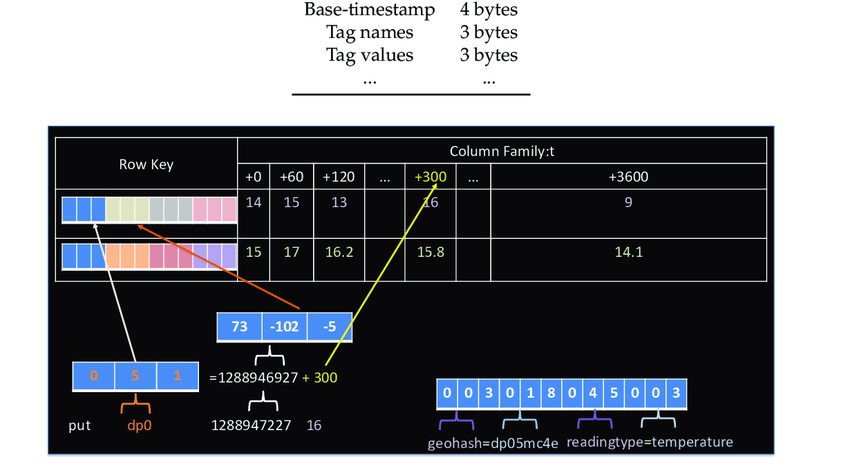 Base-timestamp 4 bytes
Tag names 3 bytes
Tag values 3 bytes
... ...
Row Key
Column Family:t
+0 +60 +120 ... +300 ... +3600
14 15 13 16 9
15 17 16.2 15.8 14.1
73 -102 -5
0 5 1
=1288946927 + 300
0 0 3 0 1 8 0 4 5 0 0 3
put dp0 1288947227 16
geohash=dp05mc4e readingtype=temperature